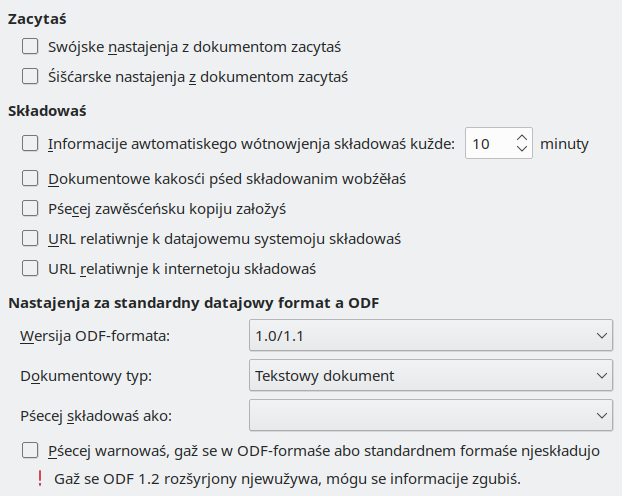 Zacytaś
Swójske nastajenja z dokumentom zacytaś
Śišćarske nastajenja z dokumentom zacytaś
Składowaś
Informacije awtomatiskego wótnowjenja składowaś kužde: 10 minuty
Dokumentowe kakosći pśed składowanim wobźěłaś
Pśecej zawěsćeńsku kopiju załožyś
URL relatiwnje k datajowemu systemoju składowaś
URL relatiwnje k internetoju składowaś
Nastajenja za standardny datajowy format a ODF
Wersija ODF-formata: 1.0/1.1
Dokumentowy typ: Tekstowy dokument
Pśecej składowaś ako:
Pśecej warnowaś, gaž se w ODF-formaśe abo standardnem formaśe njeskładujo
! Gaž se ODF 1.2 rozšyrjony njewužywa, mógu se informacije zgubiś.